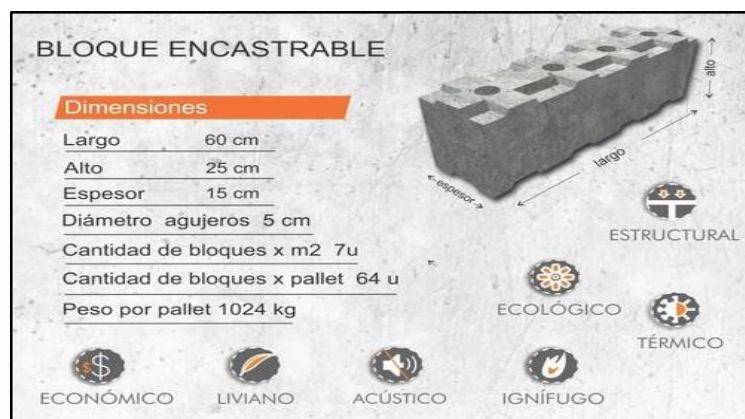 BLOQUE ENCASTRABLE
Dimensiones
Largo 60 cm
Alto 25 cm
Espesor 15 cm
Diámetro agujeros 5 cm
Cantidad de bloques x m2 7u
Cantidad de bloques x pallet 64 u
Peso por pallet 1024 kg
alto
largo
espesor
ESTRUCTURAL
ECOLÓGICO
TÉRMICO
ECONÓMICO
LIVIANO
ACÚSTICO
IGNÍFUGO